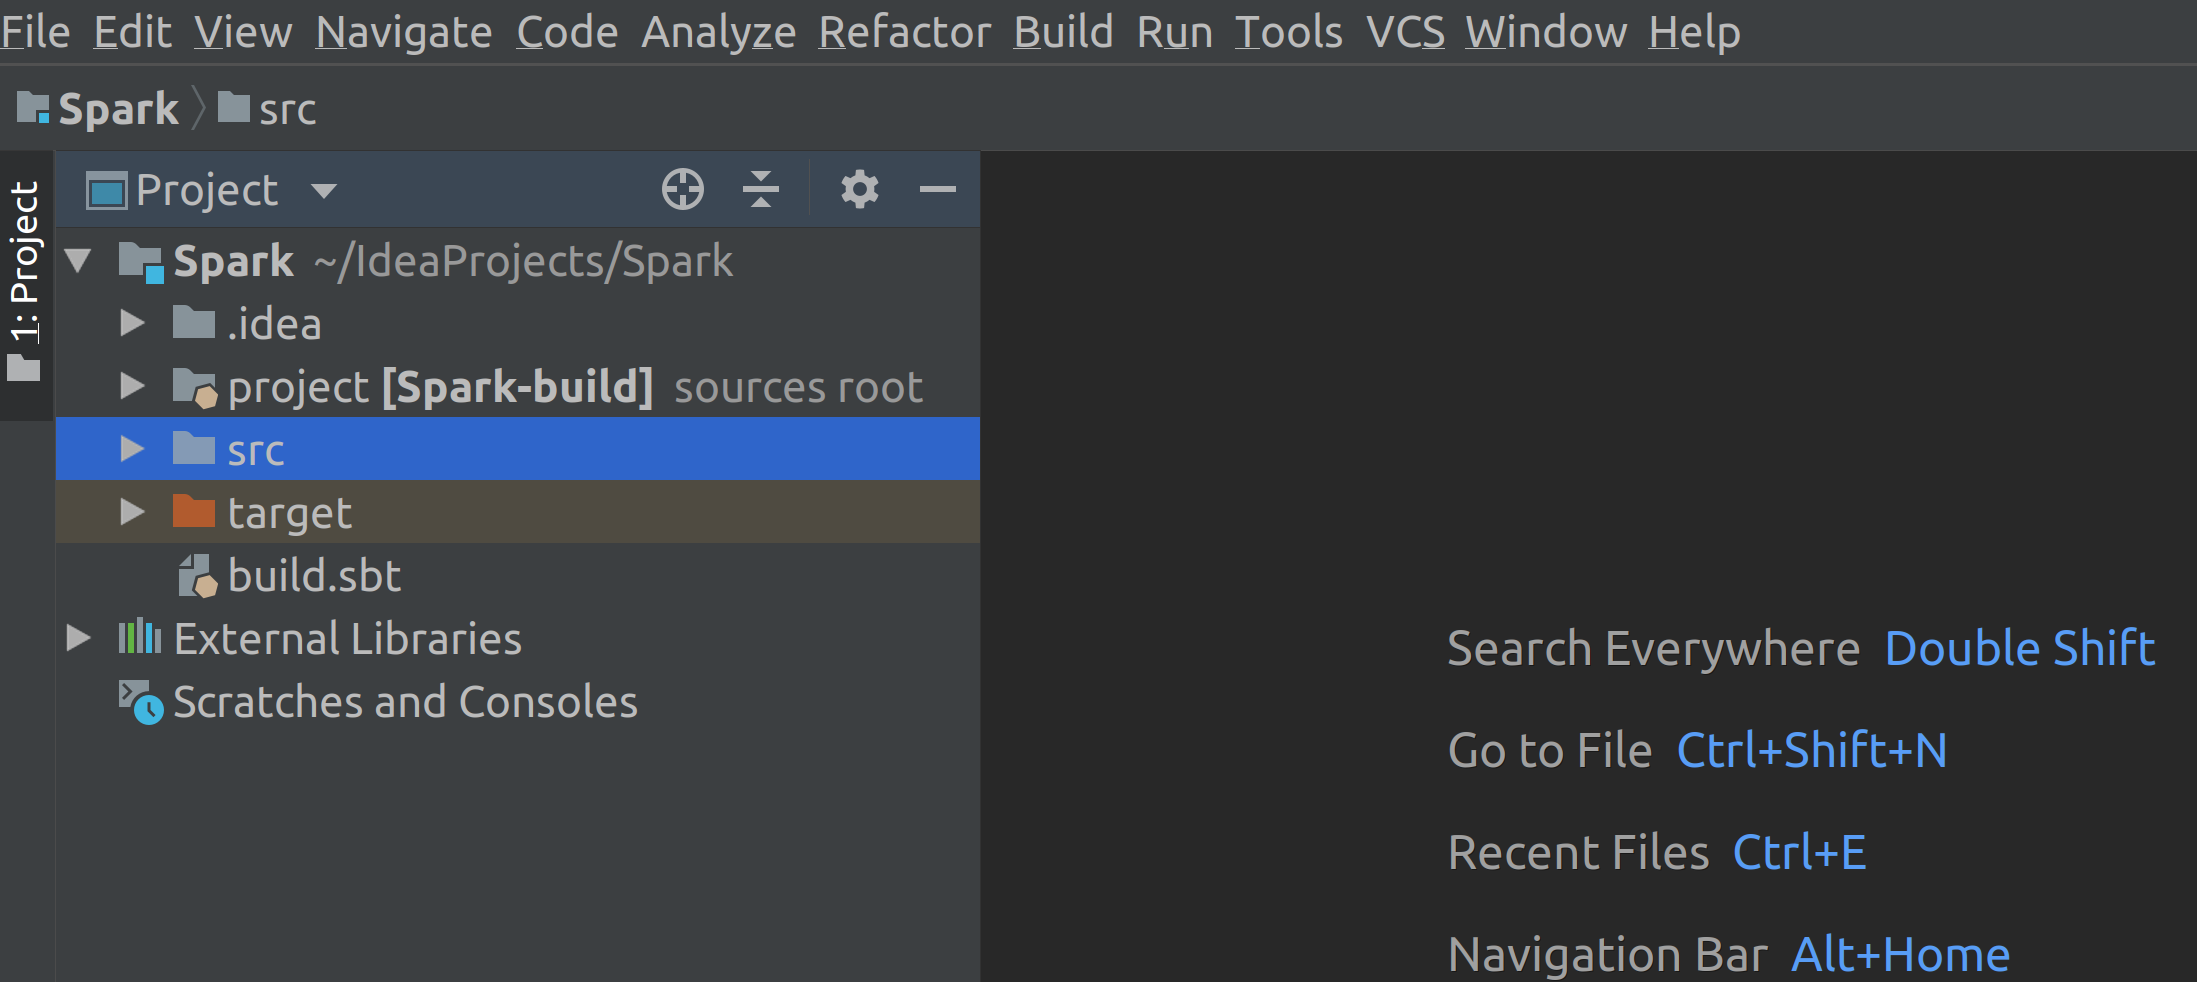 File Edit View Navigate Code Analyze Refactor Build Run Tools VCS Window Help
Spark src
1: Project
Project
Spark ~/IdeaProjects/Spark
.idea
project [Spark-build] sources root
src
target
build.sbt
External Libraries
Scratches and Consoles
Search Everywhere Double Shift
Go to File Ctrl+Shift+N
Recent Files Ctrl+E
Navigation Bar Alt+Home